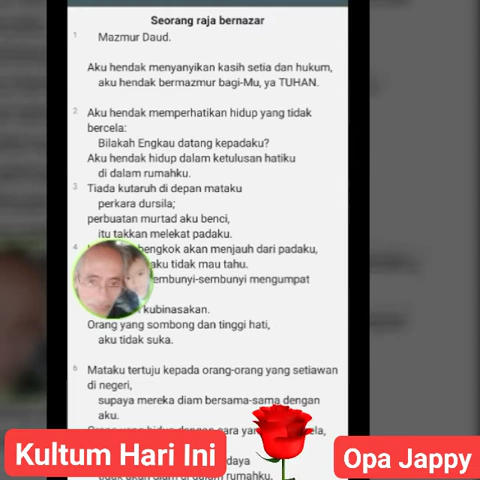 Seorang raja bernazar
1 Mazmur Daud.
Aku hendak menyanyikan kasih setia dan hukum,
aku hendak bermazmur bagi-Mu, ya TUHAN.
2 Aku hendak memperhatikan hidup yang tidak
bercela:
Bilakah Engkau datang kepadaku?
Aku hendak hidup dalam ketulusan hatiku
di dalam rumahku.
3 Tiada kutaruh di depan mataku
perkara dursila;
perbuatan murtad aku benci,
itu takkan melekat padaku.
4 bengkok akan menjauh dari padaku,
aku tidak mau tahu.
embunyi-sembunyi mengumpat
kubinasakan.
Orang yang sombong dan tinggi hati,
aku tidak suka.
6 Mataku tertuju kepada orang-orang yang setiawan
di negeri,
supaya mereka diam bersama-sama dengan
aku.
Kultum Hari Ini
Opa Jappy
daya
rumahku.